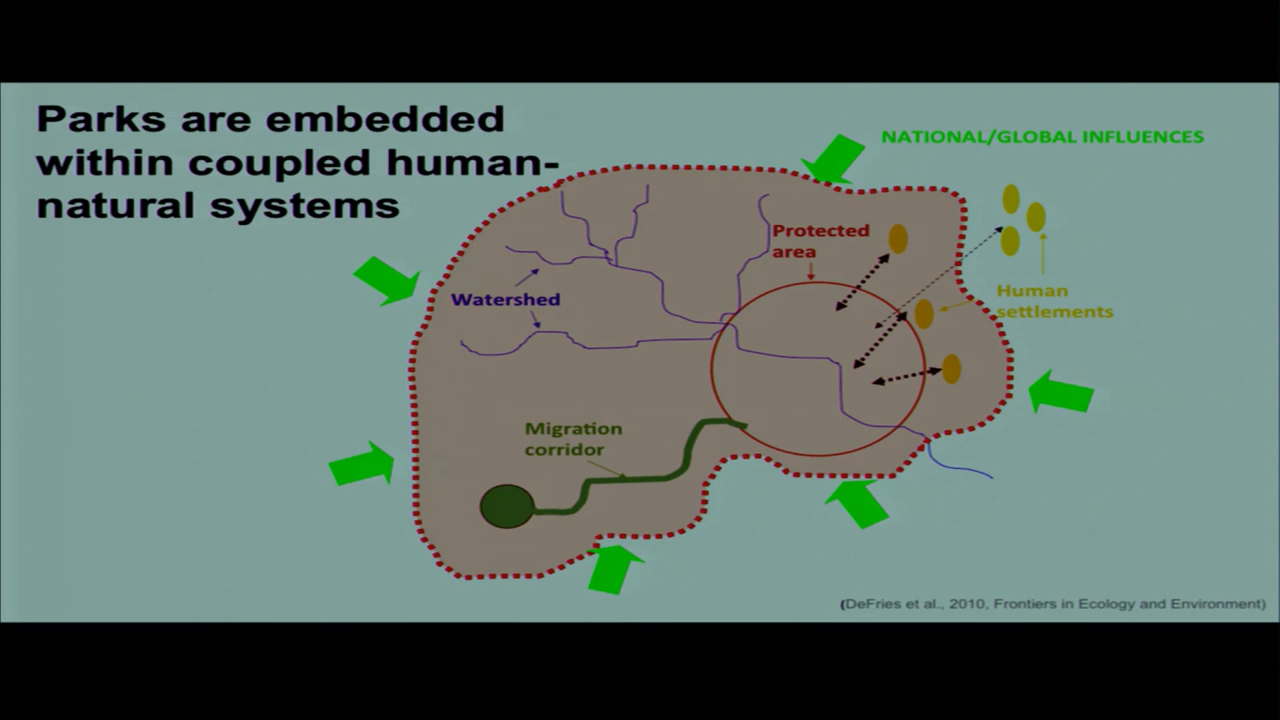 Parks are embedded
within coupled human-
natural systems
NATIONAL/GLOBAL INFLUENCES
Protected
area
Watershed
Human
settlements
Migration
corridor
(DeFries et al., 2010, Frontiers in Ecology and Environment)